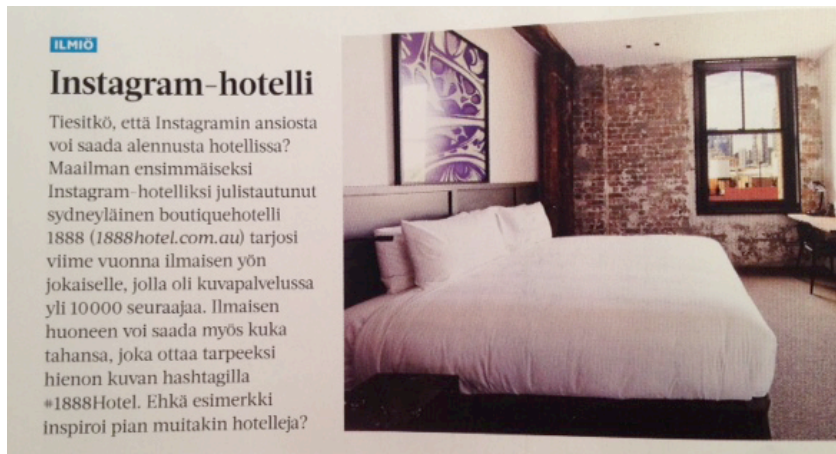 ILMIÖ
Instagram-hotelli
Tiesitkö, että Instagramin ansiosta
voi saada alennusta hotellissa?
Maailman ensimmäiseksi
Instagram-hotelliksi julistautunut
sydneyläinen boutiquehotelli
1888 (1888hotel.com.au) tarjosi
viime vuonna ilmaisen yön
jokaiselle, jolla oli kuvapalvelussa
yli 10000 seuraajaa. Ilmaisen
huoneen voi saada myös kuka
tahansa, joka ottaa tarpeeksi
hienon kuvan hashtagilla
#1888Hotel. Ehkä esimerkki
inspiroi pian muitakin hotelleja?